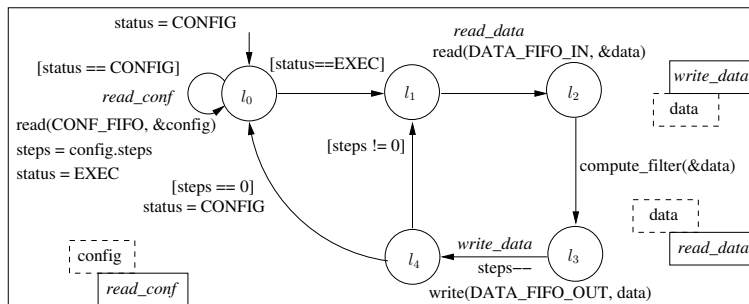 status = CONFIG
read_data
read(DATA_FIFO_IN, &data)
[status == CONFIG]
[status==EXEC]
read_conf
l0
l1
l2
write_data
data
read(CONF_FIFO, &config)
steps = config.steps
status = EXEC
[steps != 0]
compute_filter(&data)
[steps == 0]
status = CONFIG
data
config
read_conf
l4
write_data
steps−−
l3
read_data
write(DATA_FIFO_OUT, data)